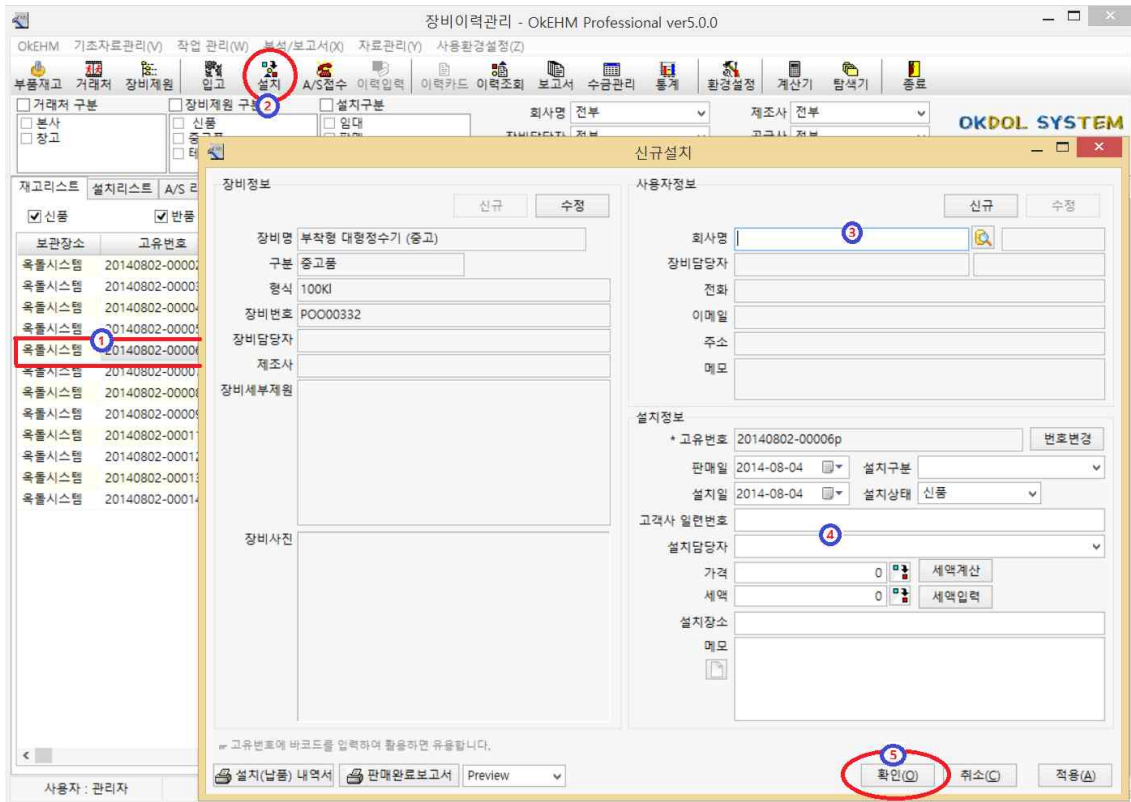 장비이력관리 - OkEHM Professional ver5.0.0
OkEHM 기초자료관리(V) 작업 관리(W) 분석/보고서(X) 자료관리(Y) 사용환경설정(Z)
부품재고 거래처 장비제원 입고 설치 A/S접수 이력입력 이력카드 이력조회 보고서 수금관리 통계 환경설정 계산기 탐색기 종료
2
거래처 구분 장비제원 구 설치구분
본사
창고
신품
중
테
임대
회사명 전부 제조사 전부
OKDOL SYSTEM
신규설치
재고리스트 설치리스트 A/S 리
신품 반품
보관장소 고유번호
옥돌시스템 20140802-00002
옥돌시스템 20140802-00003
옥돌시스템 20140802-00004
옥돌시스템 20140802-00005
1
옥돌시스템 20140802-00006
옥돌시스템 20140802-00007
옥돌시스템 20140802-00008
옥돌시스템 20140802-00009
옥돌시스템 20140802-00011
옥돌시스템 20140802-00012
옥돌시스템 20140802-00013
옥돌시스템 20140802-00014
사용자 : 관리자
장비정보
신규 수정
장비명 부착형 대형정수기 (중고)
구분 중고품
형식 100Kl
장비번호 POO00332
장비담당자
제조사
장비세부제원
장비사진
사용자정보
신규 수정
회사명 3
장비담당자
전화
이메일
주소
메모
설치정보
* 고유번호 20140802-00006p 번호변경
판매일 2014-08-04 설치구분
설치일 2014-08-04 설치상태 신품
고객사 일련번호
4
설치담당자
가격 0 세액계산
세액 0 세액입력
설치장소
메모
☞ 고유번호에 바코드를 입력하여 활용하면 유용합니다.
5
설치(납품) 내역서 판매완료보고서 Preview 확인(O) 취소(C) 적용(A)